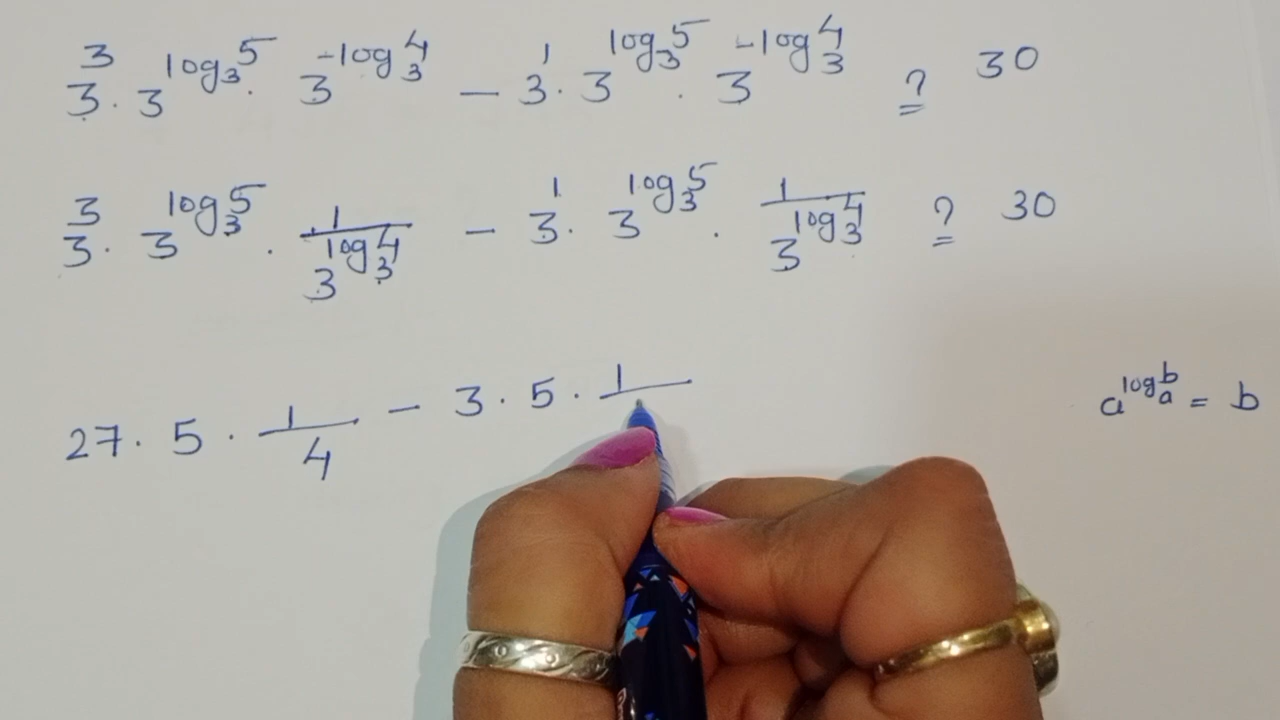 3³ · 3^log₃5 · 3^-log₃4 - 3¹ · 3^log₃5 · 3^-log₃4 ≟ 30
3³ · 3^log₃5 · 1/3^log₃4 - 3¹ · 3^log₃5 · 1/3^log₃4 ≟ 30
27 · 5 · 1/4 - 3 · 5 · 1/
a^logₐb = b